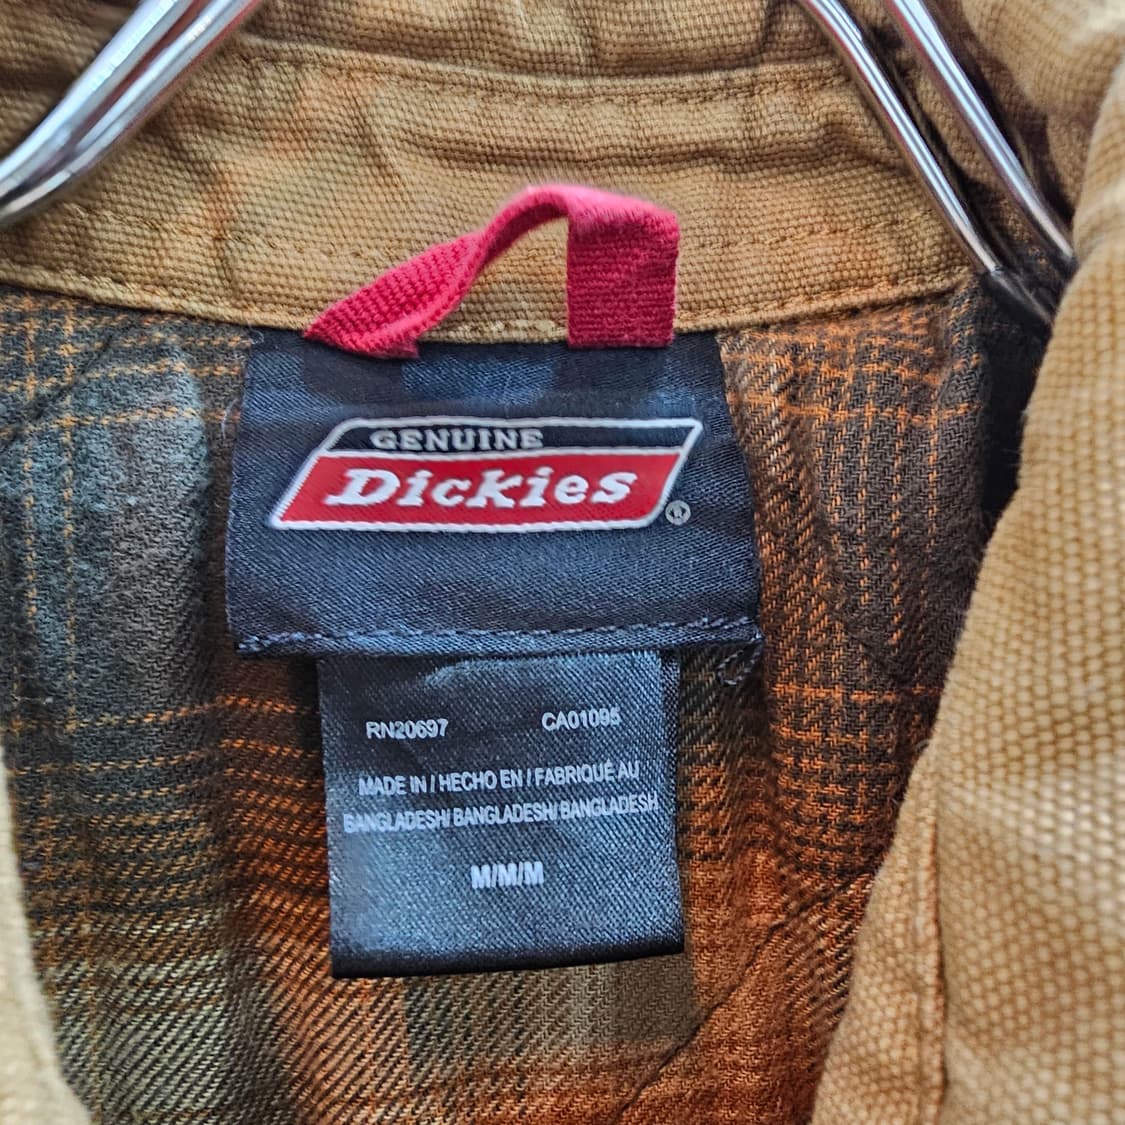 GENUINE
Dickies
®
RN20697 CA01095
MADE IN / HECHO EN / FABRIQUÉ AU
BANGLADESH/ BANGLADESH/ BANGLADESH
M/M/M